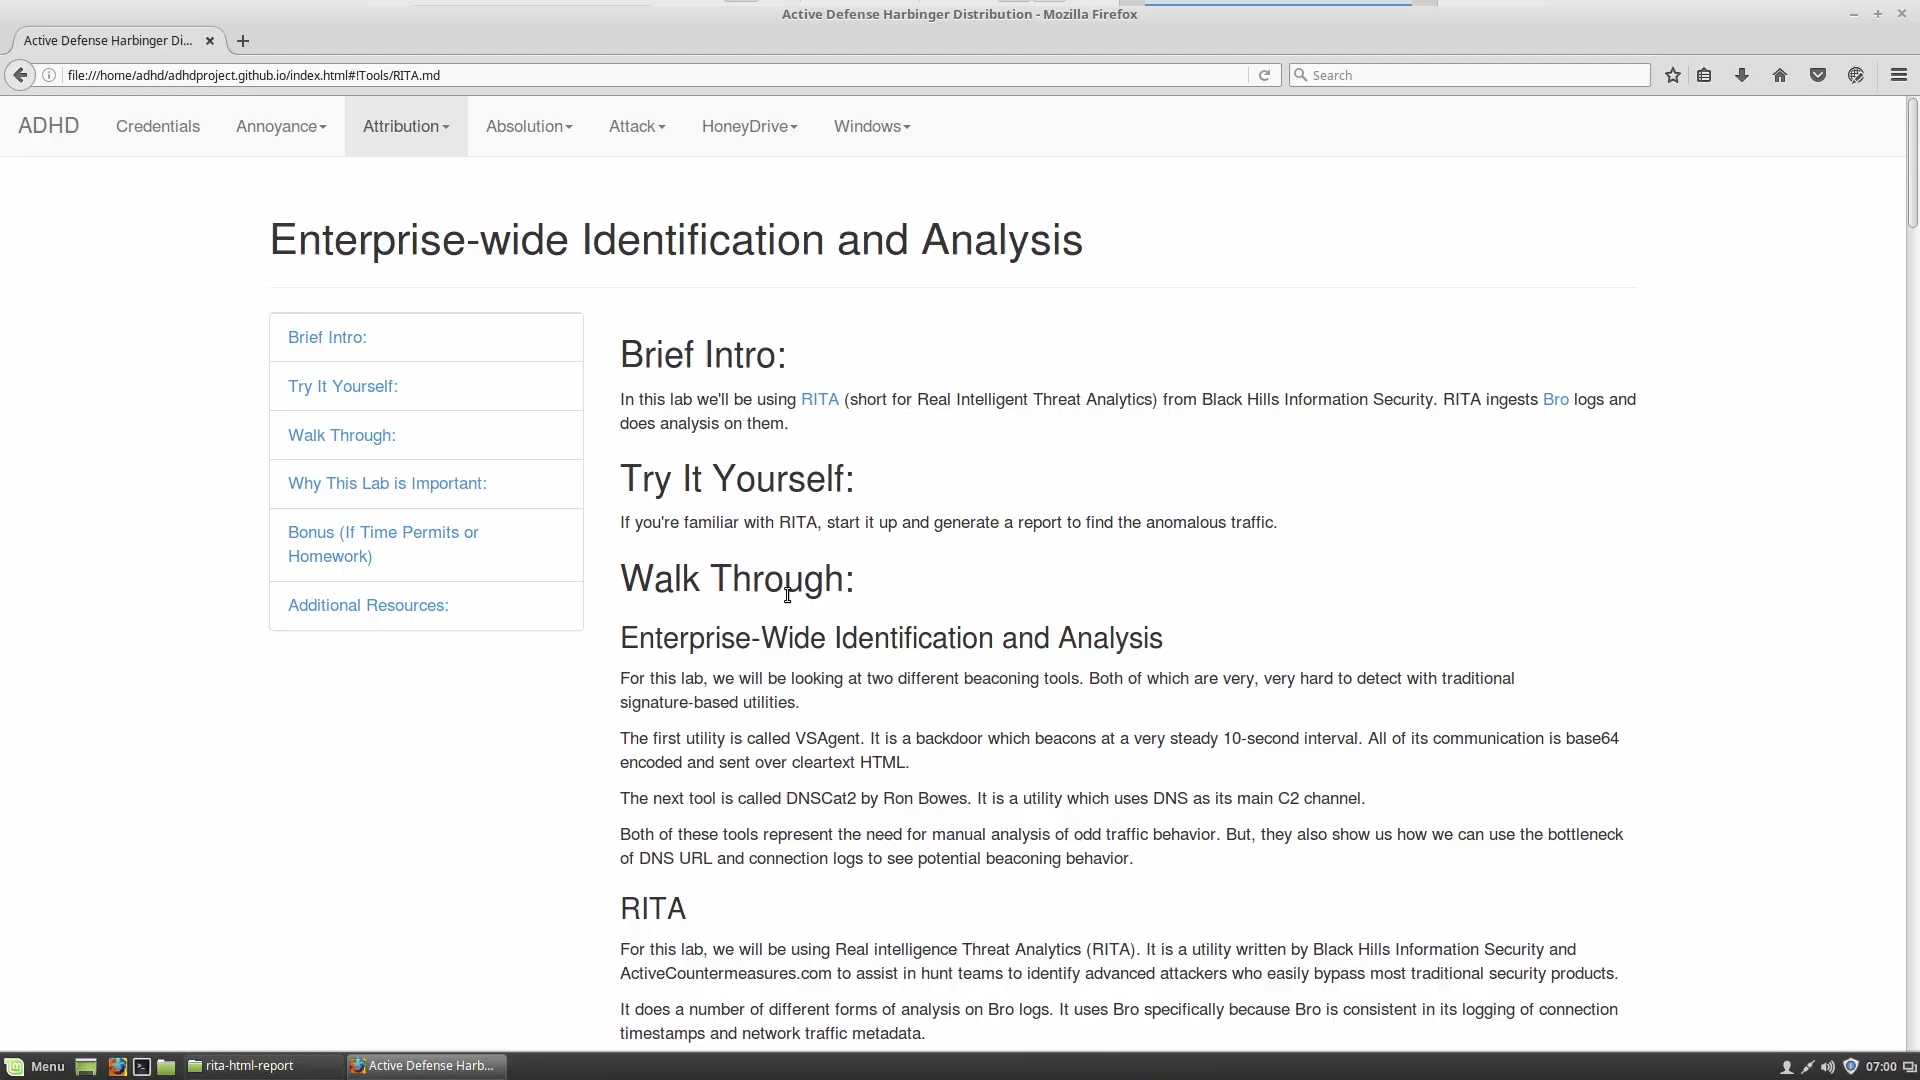 Active Defense Harbinger Distribution - Mozilla Firefox
Active Defense Harbinger Di...
file:///home/adhd/adhdproject.github.io/index.html#!Tools/RITA.md
Search
ADHD Credentials Annoyance Attribution Absolution Attack HoneyDrive Windows
Enterprise-wide Identification and Analysis
Brief Intro:
Try It Yourself:
Walk Through:
Why This Lab is Important:
Bonus (If Time Permits or
Homework)
Additional Resources:
Brief Intro:
In this lab we'll be using RITA (short for Real Intelligent Threat Analytics) from Black Hills Information Security. RITA ingests Bro logs and
does analysis on them.
Try It Yourself:
If you're familiar with RITA, start it up and generate a report to find the anomalous traffic.
Walk Through:
Enterprise-Wide Identification and Analysis
For this lab, we will be looking at two different beaconing tools. Both of which are very, very hard to detect with traditional
signature-based utilities.
The first utility is called VSAgent. It is a backdoor which beacons at a very steady 10-second interval. All of its communication is base64
encoded and sent over cleartext HTML.
The next tool is called DNSCat2 by Ron Bowes. It is a utility which uses DNS as its main C2 channel.
Both of these tools represent the need for manual analysis of odd traffic behavior. But, they also show us how we can use the bottleneck
of DNS URL and connection logs to see potential beaconing behavior.
RITA
For this lab, we will be using Real intelligence Threat Analytics (RITA). It is a utility written by Black Hills Information Security and
ActiveCountermeasures.com to assist in hunt teams to identify advanced attackers who easily bypass most traditional security products.
It does a number of different forms of analysis on Bro logs. It uses Bro specifically because Bro is consistent in its logging of connection
timestamps and network traffic metadata.
Menu rita-html-report Active Defense Harb... 07:00